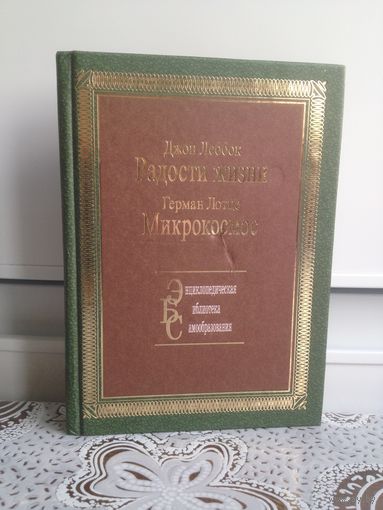 Джон Леббок
Радости жизни
Герман Лотце
Микрокосмос
Энциклопедическая
Библиотека
Самообразования